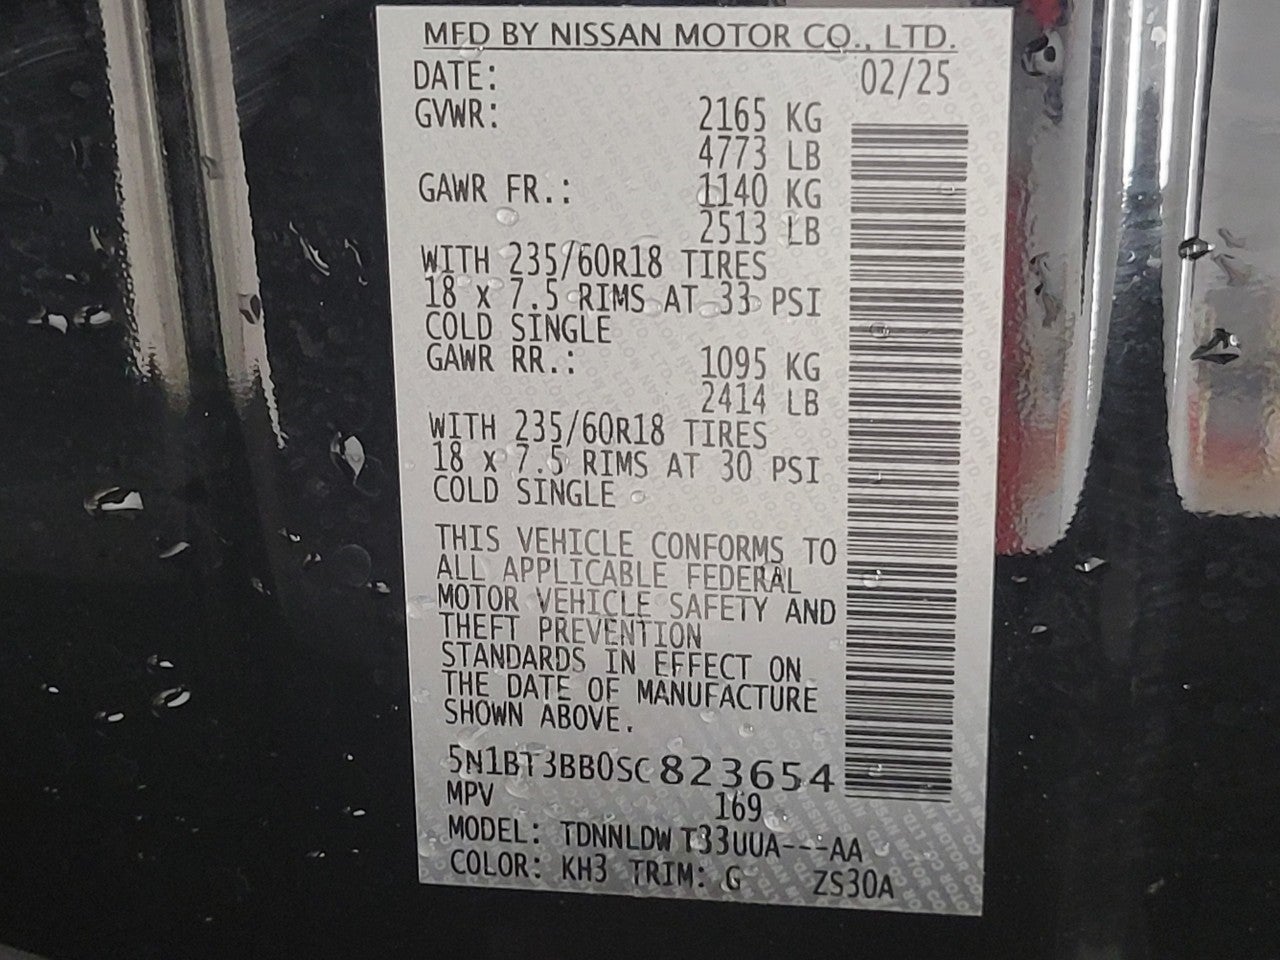 MFD BY NISSAN MOTOR CO., LTD.
DATE: 02/25
GVWR: 2165 KG
4773 LB
GAWR FR.: 1140 KG
2513 LB
WITH 235/60R18 TIRES
18 x 7.5 RIMS AT 33 PSI
COLD SINGLE
GAWR RR.: 1095 KG
2414 LB
WITH 235/60R18 TIRES
18 x 7.5 RIMS AT 30 PSI
COLD SINGLE
THIS VEHICLE CONFORMS TO
ALL APPLICABLE FEDERAL
MOTOR VEHICLE SAFETY AND
THEFT PREVENTION
STANDARDS IN EFFECT ON
THE DATE OF MANUFACTURE
SHOWN ABOVE.
5N1BT3BB0SC823654
MPV 169
MODEL: TDNNLDW T33UUA---AA
COLOR: KH3 TRIM: G ZS30A